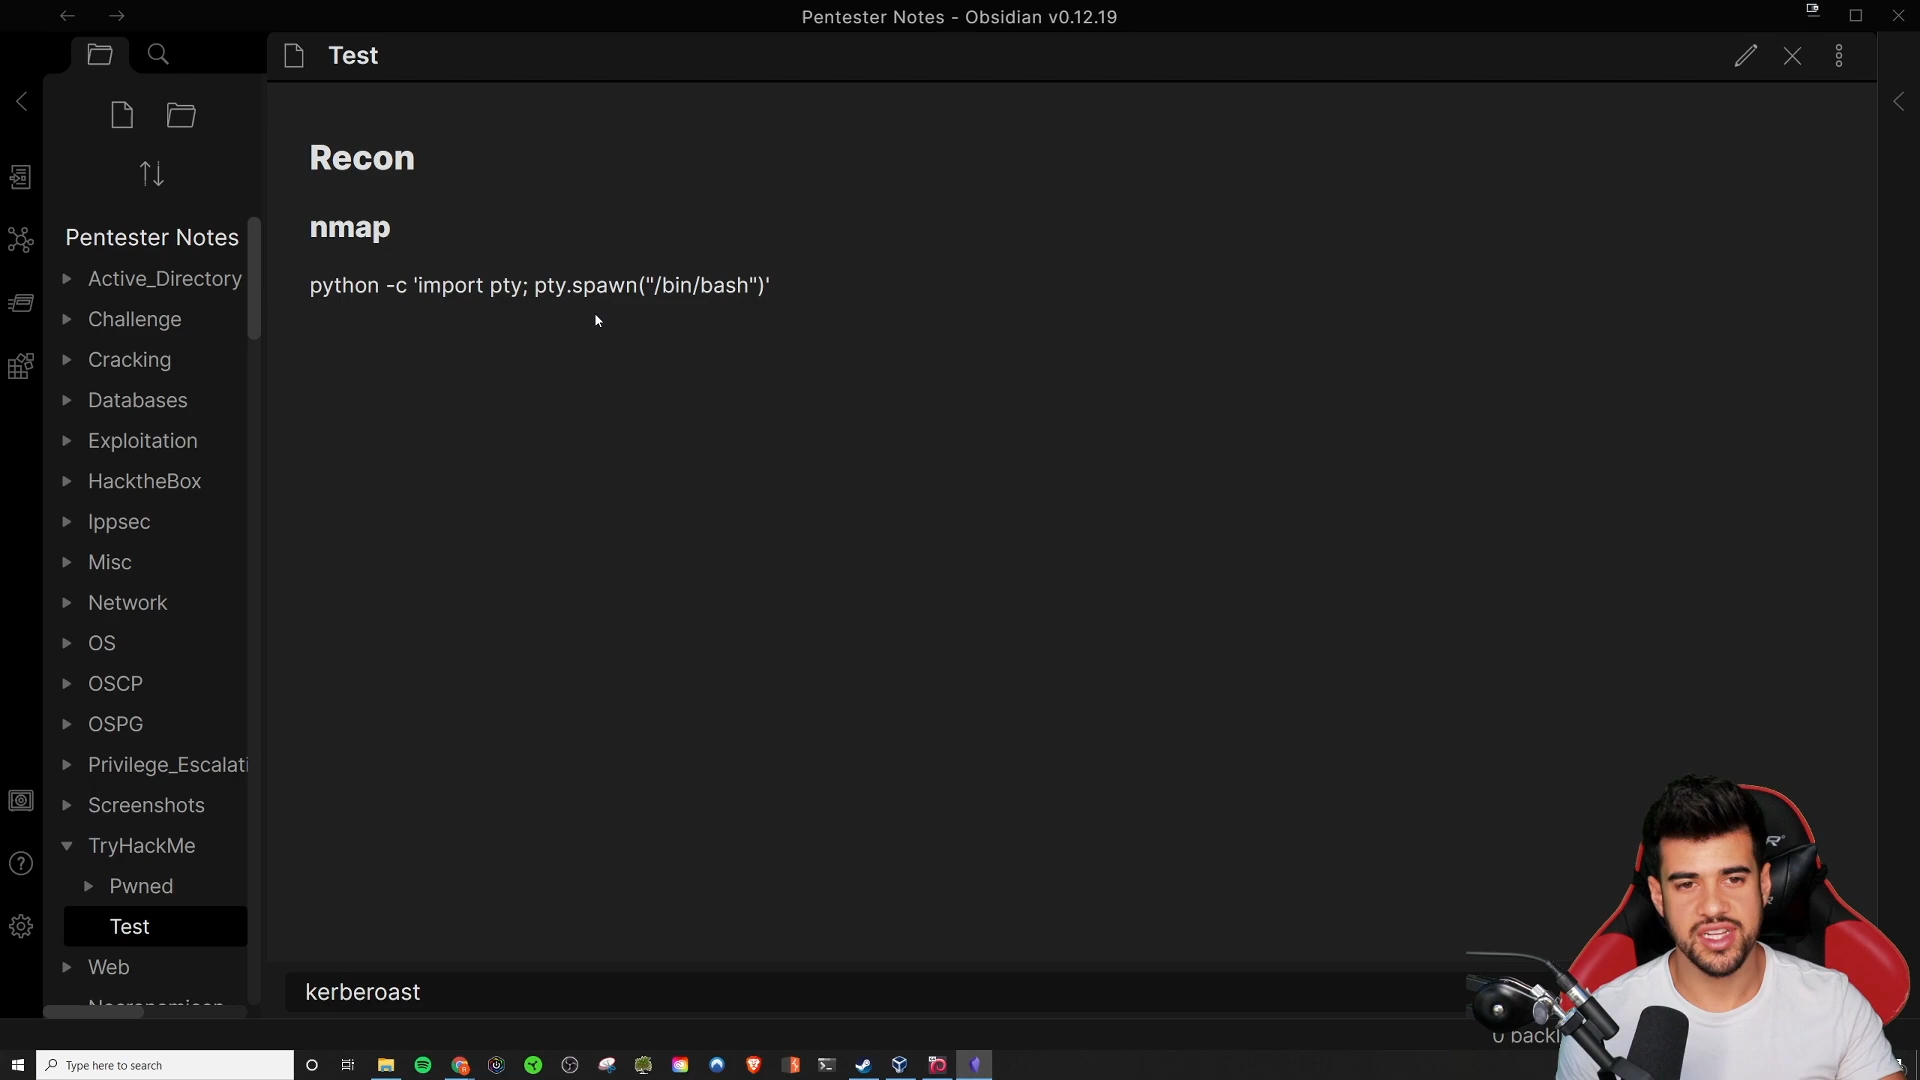 Pentester Notes - Obsidian v0.12.19
Test
Recon
nmap
python -c 'import pty; pty.spawn("/bin/bash")'
Pentester Notes
Active_Directory
Challenge
Cracking
Databases
Exploitation
HacktheBox
Ippsec
Misc
Network
OS
OSCP
OSPG
Privilege_Escalati
Screenshots
TryHackMe
Pwned
Test
Web
kerberoast
0 backl
Type here to search